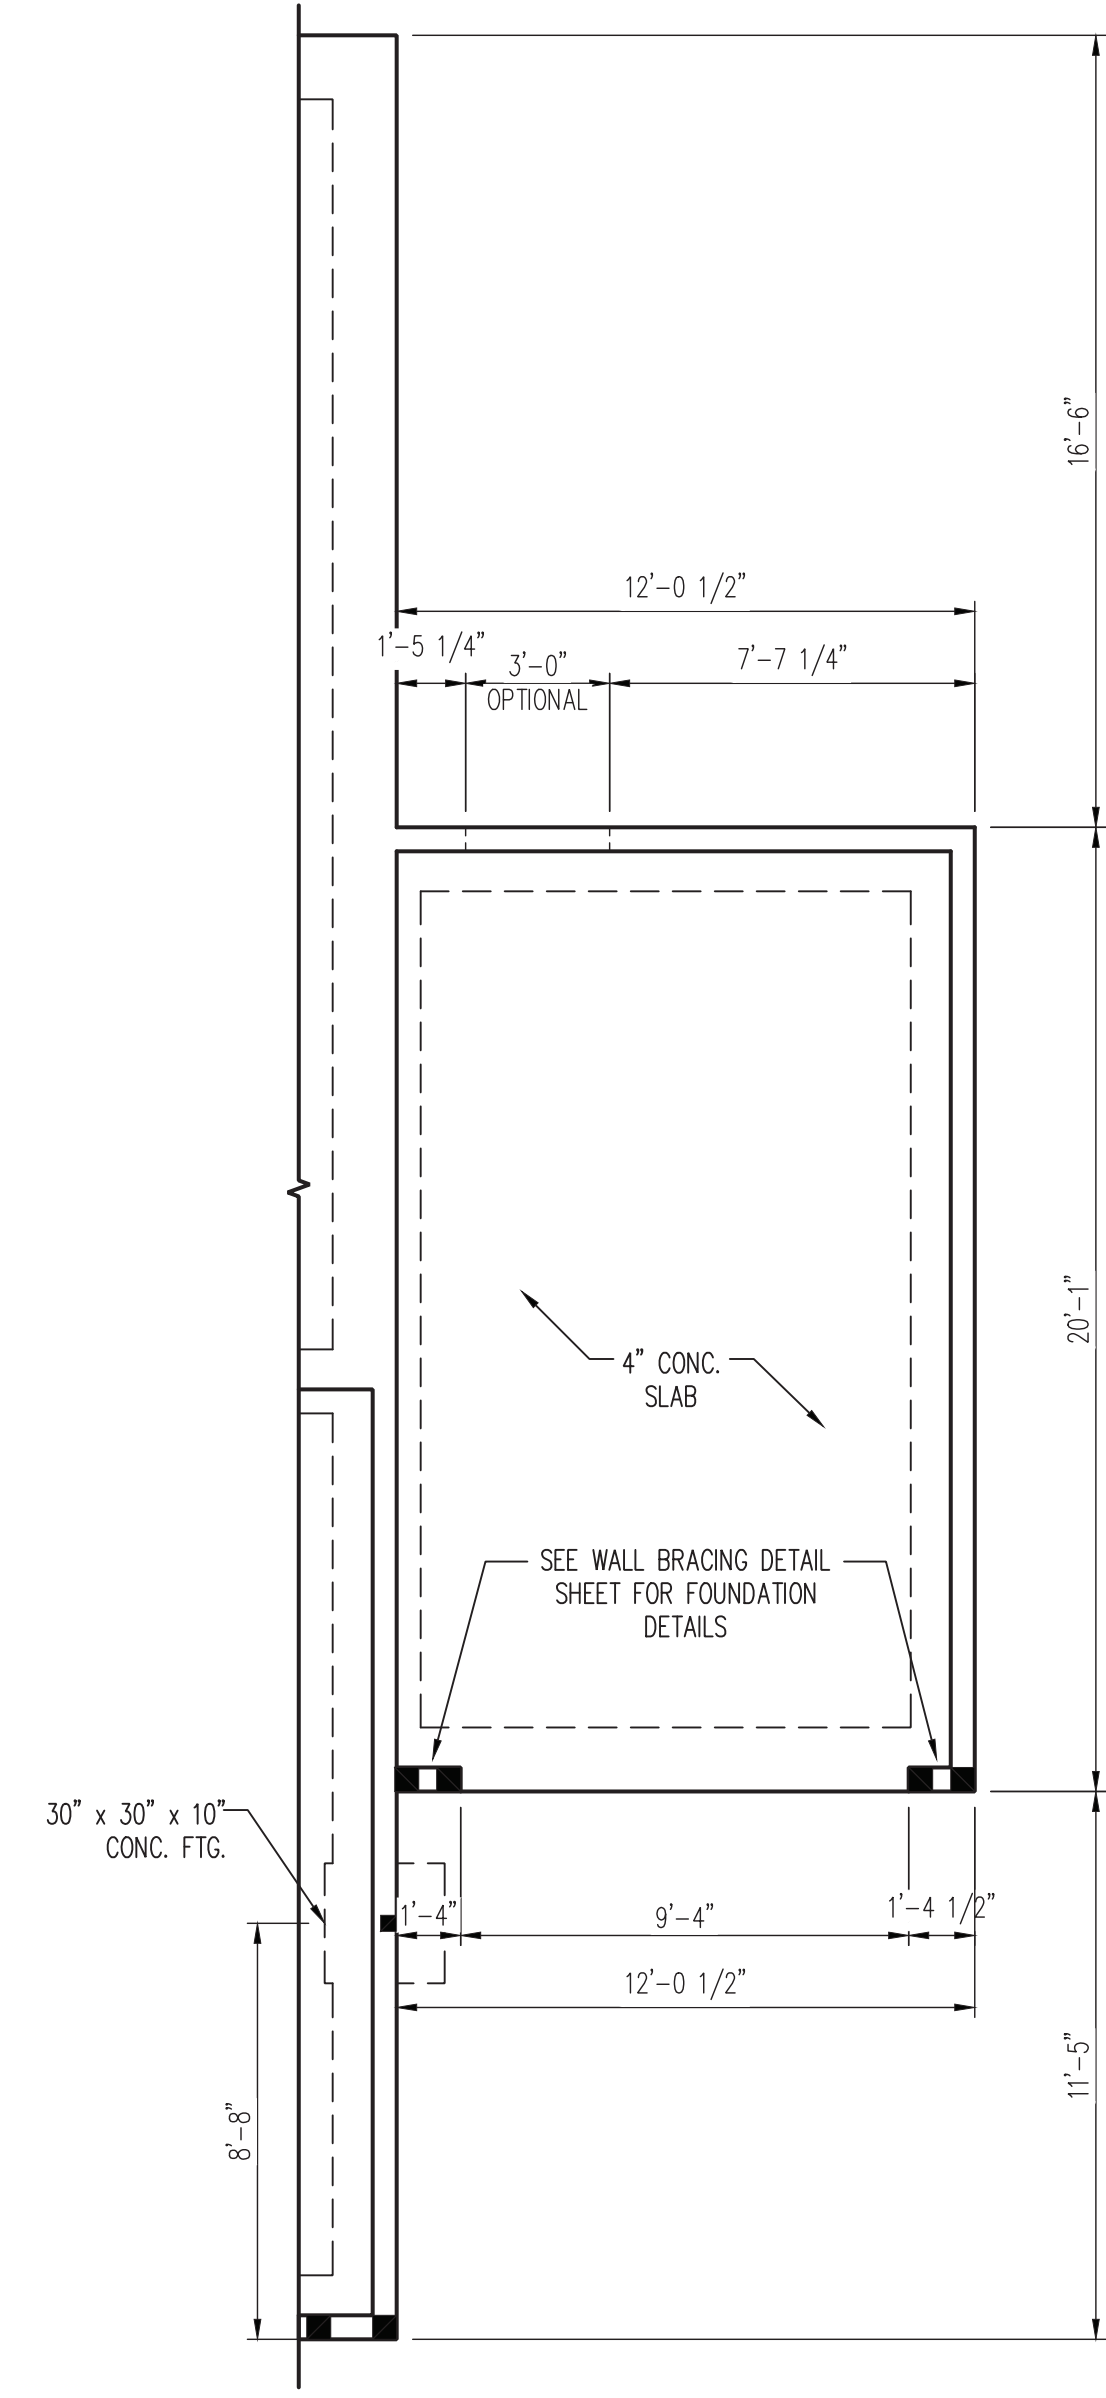 16'-6"
12'-0 1/2"
1'-5 1/4"
3'-0"
OPTIONAL
7'-7 1/4"
20'-1"
4" CONC.
SLAB
SEE WALL BRACING DETAIL
SHEET FOR FOUNDATION
DETAILS
30" x 30" x 10"
CONC. FTG.
1'-4"
9'-4"
1'-4 1/2"
12'-0 1/2"
11'-5"
8'-8"